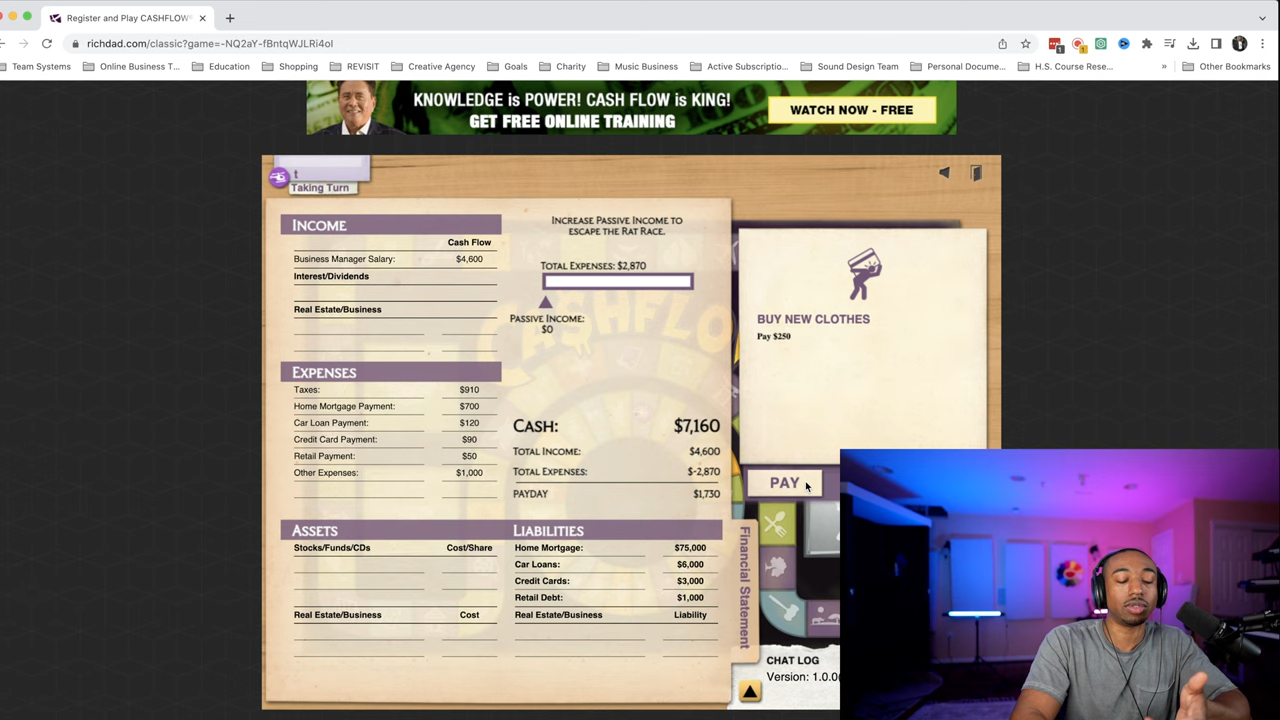 Register and Play CASHFLOW
richdad.com/classic?game=-NQ2aY-fBntqWJLRi4oI
Team Systems
Online Business T...
Education
Shopping
REVISIT
Creative Agency
Goals
Charity
Music Business
Active Subscriptio...
Sound Design Team
Personal Docume...
H.S. Course Rese...
Other Bookmarks
KNOWLEDGE is POWER! CASH FLOW is KING!
GET FREE ONLINE TRAINING
WATCH NOW - FREE
t
Taking Turn
INCOME
Cash Flow
Business Manager Salary: $4,600
Interest/Dividends
Real Estate/Business
INCREASE PASSIVE INCOME TO
ESCAPE THE RAT RACE.
TOTAL EXPENSES: $2,870
PASSIVE INCOME:
$0
EXPENSES
Taxes: $910
Home Mortgage Payment: $700
Car Loan Payment: $120
Credit Card Payment: $90
Retail Payment: $50
Other Expenses: $1,000
CASH: $7,160
TOTAL INCOME: $4,600
TOTAL EXPENSES: $-2,870
PAYDAY $1,730
ASSETS
Stocks/Funds/CDs Cost/Share
Real Estate/Business Cost
LIABILITIES
Home Mortgage: $75,000
Car Loans: $6,000
Credit Cards: $3,000
Retail Debt: $1,000
Real Estate/Business Liability
Financial Statement
BUY NEW CLOTHES
Pay $250
PAY
CHAT LOG
Version: 1.0.0